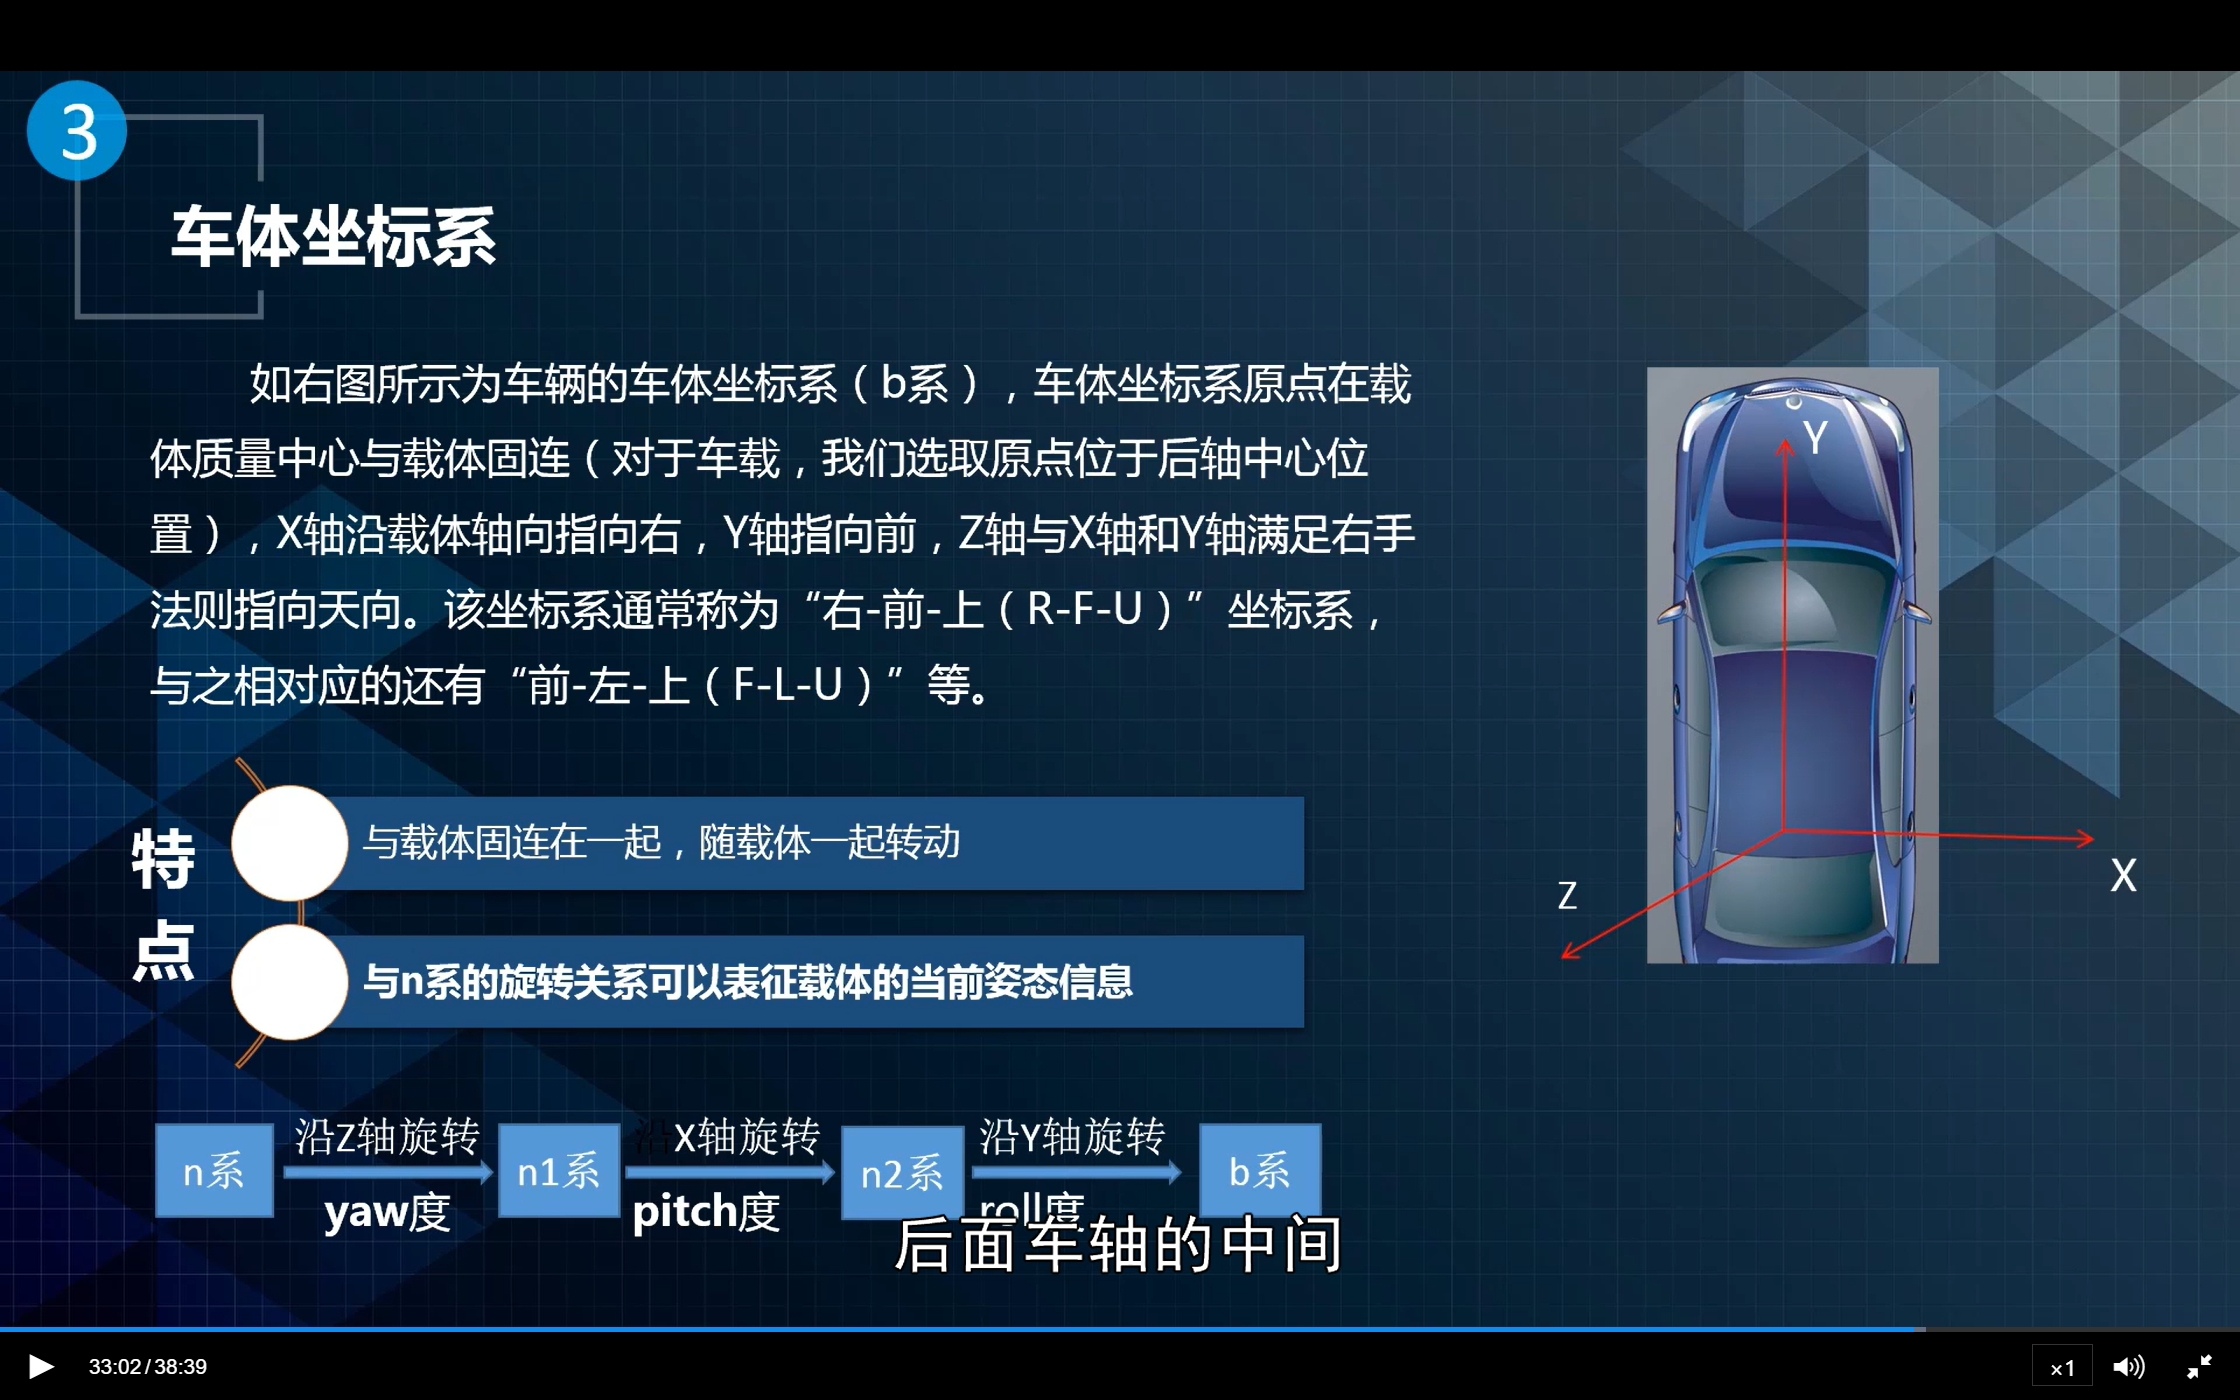 3
车体坐标系
如右图所示为车辆的车体坐标系（b系），车体坐标系原点在载
体质量中心与载体固连（对于车载，我们选取原点位于后轴中心位
置），X轴沿载体轴向指向右，Y轴指向前，Z轴与X轴和Y轴满足右手
法则指向天向。该坐标系通常称为“右-前-上（R-F-U）”坐标系，
与之相对应的还有“前-左-上（F-L-U）”等。
Y
X
Z
特点
与载体固连在一起，随载体一起转动
与n系的旋转关系可以表征载体的当前姿态信息
n系
沿Z轴旋转
yaw度
n1系
沿X轴旋转
pitch度
n2系
沿Y轴旋转
roll度
b系
后面车轴的中间
33:02/38:39
×1